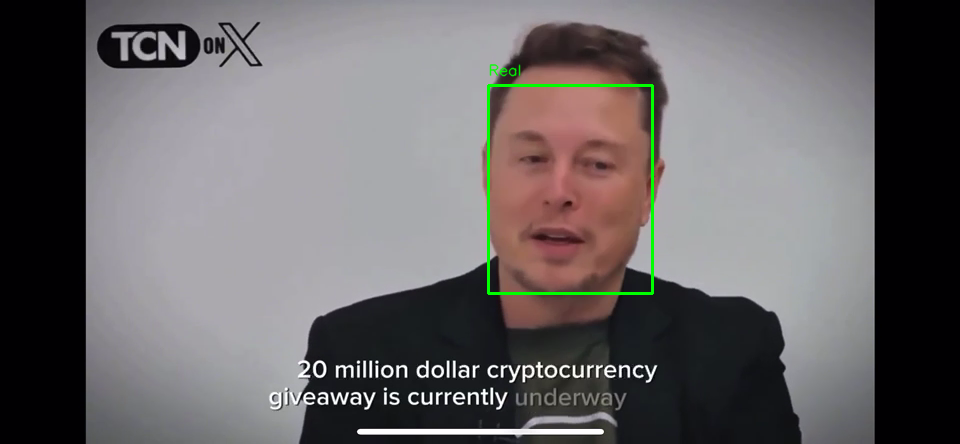 TCN ON X
Real
20 million dollar cryptocurrency
giveaway is currently underway